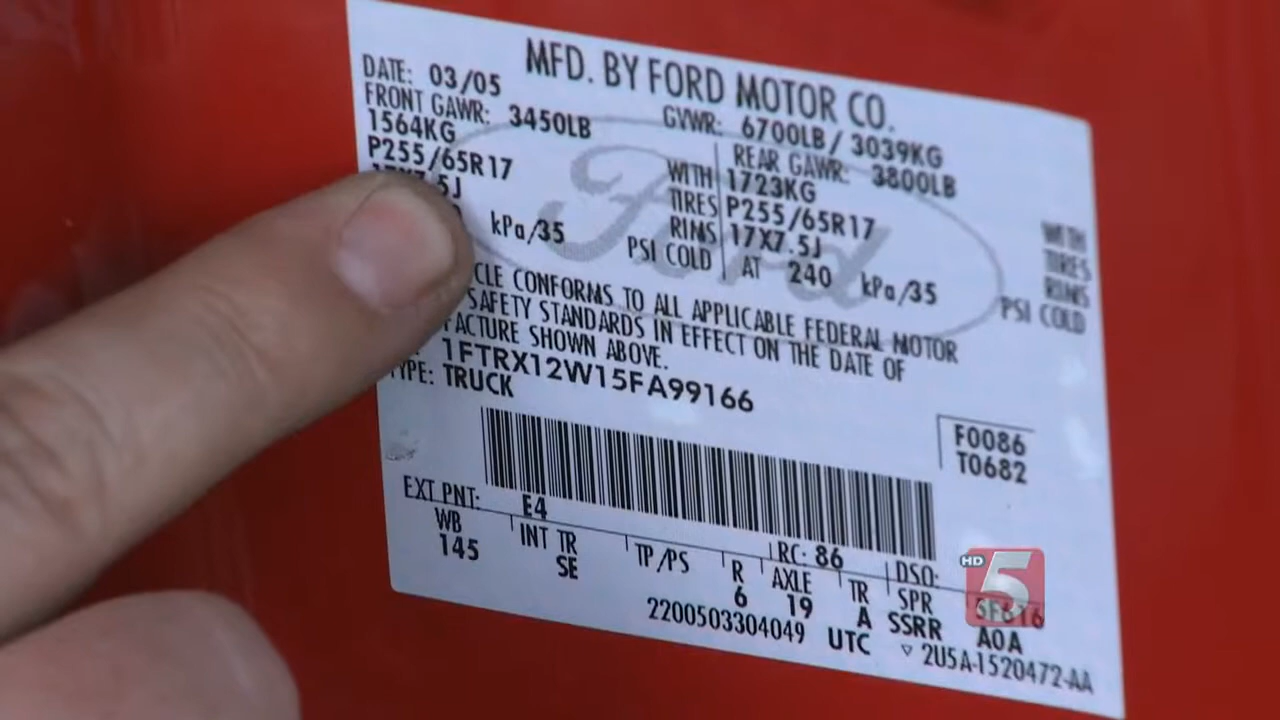 MFD. BY FORD MOTOR CO.
DATE: 03/05
GVWR: 6700LB / 3039KG
FRONT GAWR: 3450LB
REAR GAWR: 3800LB
1564KG WITH
1723KG WITH
P255/65R17 TIRES
P255/65R17 TIRES
5J RIMS
17X7.5J RIMS
kPa/35 PSI COLD
AT 240 kPa/35 PSI COLD
CLE CONFORMS TO ALL APPLICABLE FEDERAL MOTOR
SAFETY STANDARDS IN EFFECT ON THE DATE OF
FACTURE SHOWN ABOVE.
1FTRX12W15FA99166
TYPE: TRUCK
F0086
T0682
EXT PNT: E4
RC: 86
DSO: 5F616
WB INT TR TP/PS R AXLE TR SPR
145 SE 6 19 A SSRR A0A
2200503304049 UTC
▽ 2U5A-1520472-AA
Ford
HD 5